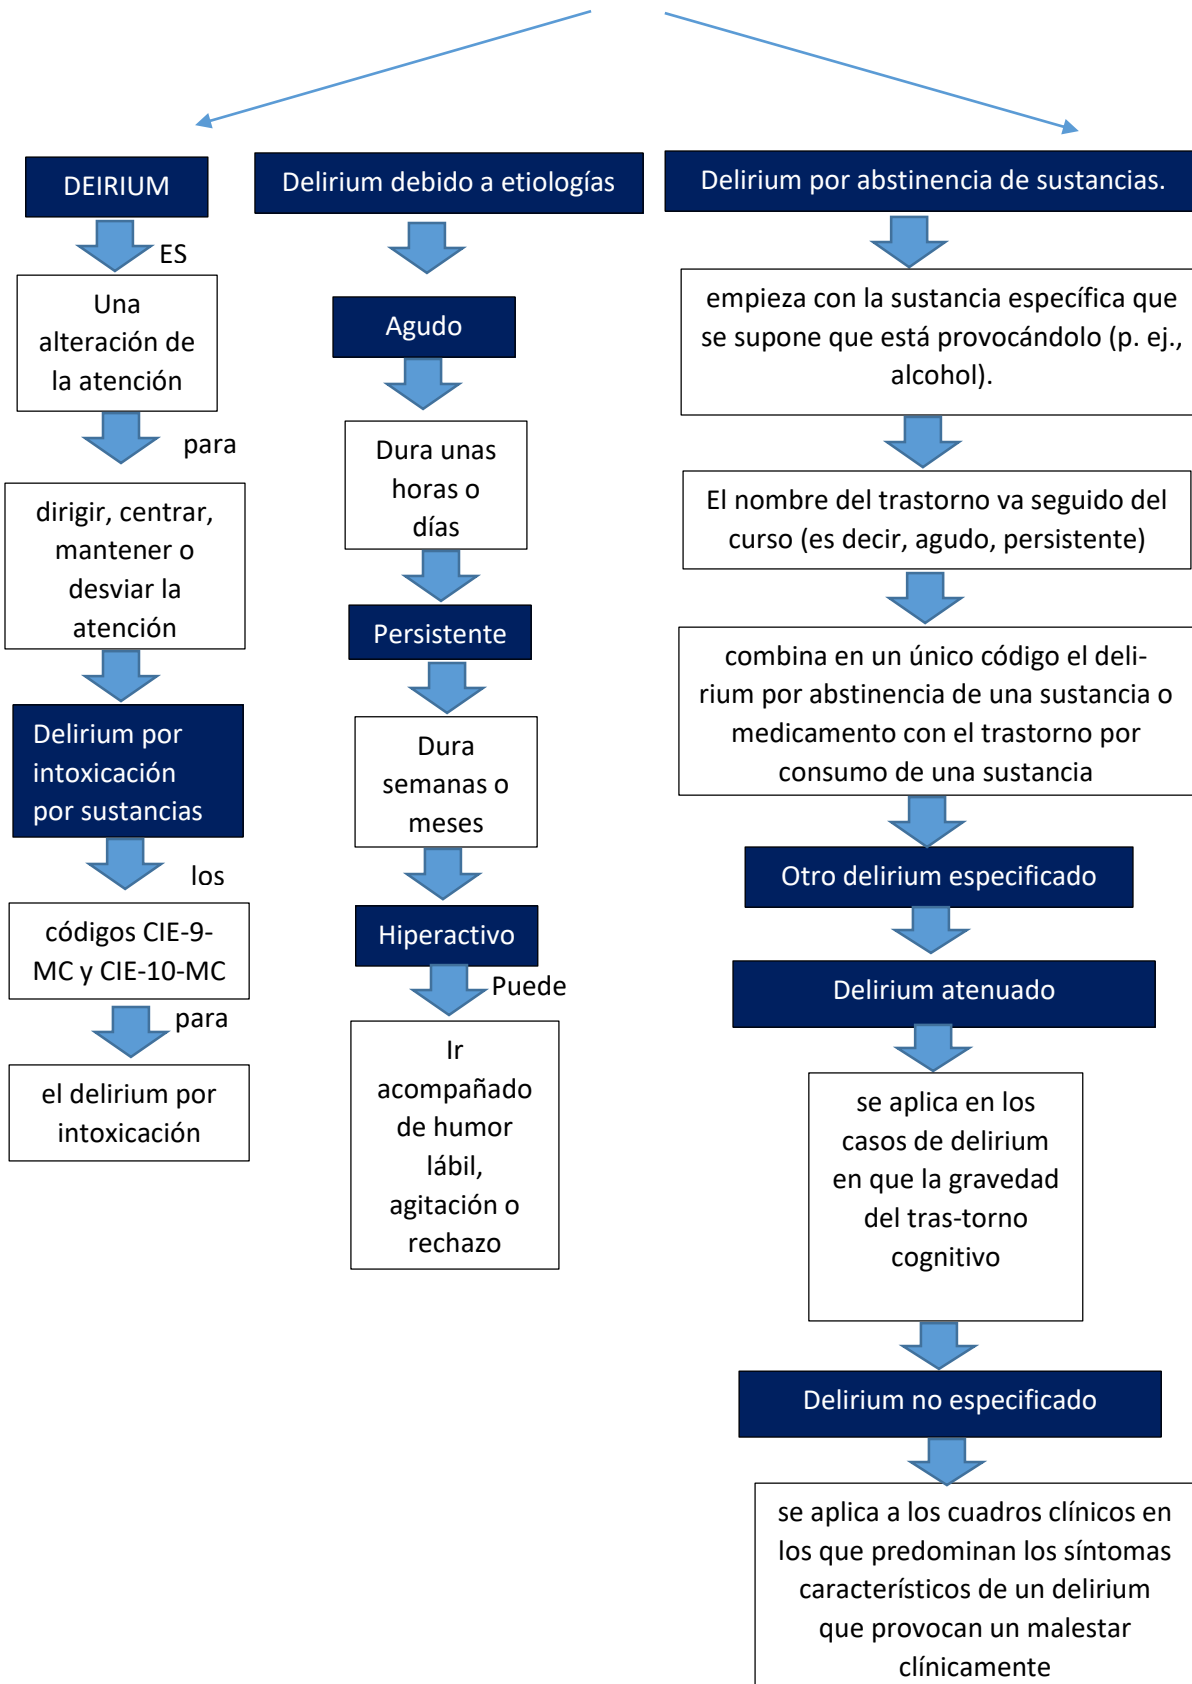 DEIRIUM
ES
Una
alteración de
la atención
para
dirigir, centrar,
mantener o
desviar la
atención
Delirium por
intoxicación
por sustancias
los
códigos CIE-9-
MC y CIE-10-MC
para
el delirium por
intoxicación
Delirium debido a etiologías
Agudo
Dura unas
horas o
días
Persistente
Dura
semanas o
meses
Hiperactivo
Puede
Ir
acompañado
de humor
lábil,
agitación o
rechazo
Delirium por abstinencia de sustancias.
empieza con la sustancia específica que
se supone que está provocándolo (p. ej.,
alcohol).
El nombre del trastorno va seguido del
curso (es decir, agudo, persistente)
combina en un único código el deli-
rium por abstinencia de una sustancia o
medicamento con el trastorno por
consumo de una sustancia
Otro delirium especificado
Delirium atenuado
se aplica en los
casos de delirium
en que la gravedad
del tras-torno
cognitivo
Delirium no especificado
se aplica a los cuadros clínicos en
los que predominan los síntomas
característicos de un delirium
que provocan un malestar
clínicamente